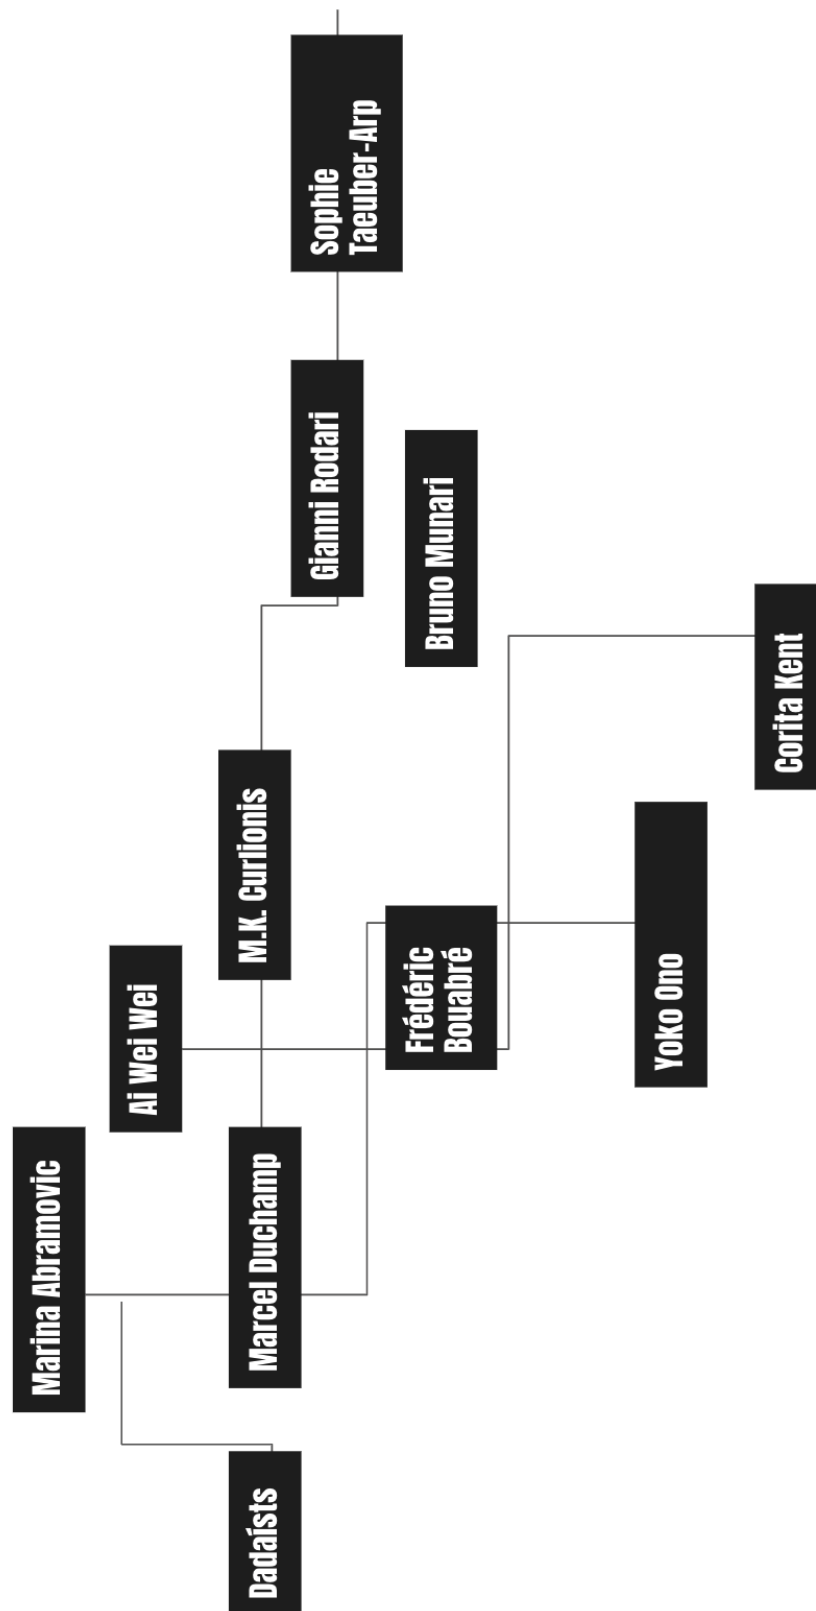 Marina Abramovic
Ai Wei Wei
Dadaísts
Marcel Duchamp
M.K. Curlionis
Gianni Rodari
Sophie
Taeuber-Arp
Frédéric
Bouabré
Bruno Munari
Yoko Ono
Corita Kent